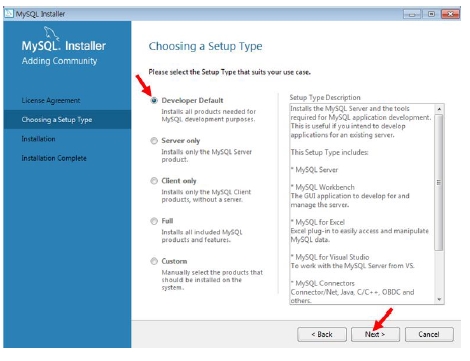 MySQL Installer
MySQL. Installer
Adding Community
License Agreement
Choosing a Setup Type
Installation
Installation Complete
Choosing a Setup Type
Please select the Setup Type that suits your use case.
Developer Default
Installs all products needed for
MySQL development purposes.
Server only
Installs only the MySQL Server
product.
Client only
Installs only the MySQL Client
products, without a server.
Full
Installs all included MySQL
products and features.
Custom
Manually select the products that
should be installed on the
system.
Setup Type Description
Installs the MySQL Server and the tools
required for MySQL application development.
This is useful if you intend to develop
applications for an existing server.
This Setup Type includes:
* MySQL Server
* MySQL Workbench
The GUI application to develop for and
manage the server.
* MySQL for Excel
Excel plug-in to easily access and manipulate
MySQL data.
* MySQL for Visual Studio
To work with the MySQL Server from VS.
* MySQL Connectors
Connector/Net, Java, C/C++, OBDC and
others.
< Back
Next >
Cancel